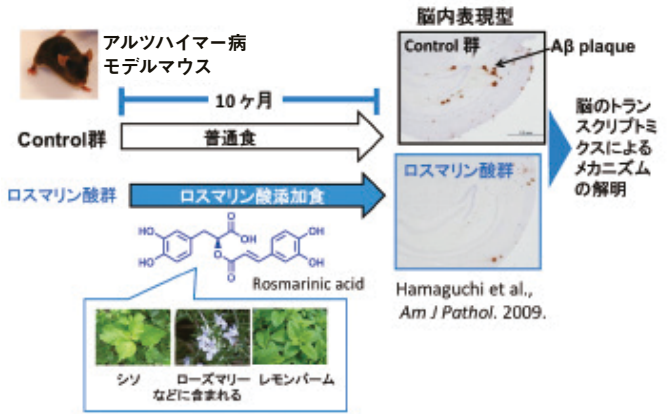 アルツハイマー病
モデルマウス
脳内表現型
Control 群
Aβ plaque
10ヶ月
Control群
普通食
脳のトラン
スクリプトミ
クスによる
メカニズム
の解明
ロスマリン酸群
ロスマリン酸添加食
ロスマリン酸群
HO
HO
O
OH
O
O
OH
OH
Rosmarinic acid
Hamaguchi et al.,
Am J Pathol. 2009.
シソ
ローズマリー
レモンバーム
などに含まれる